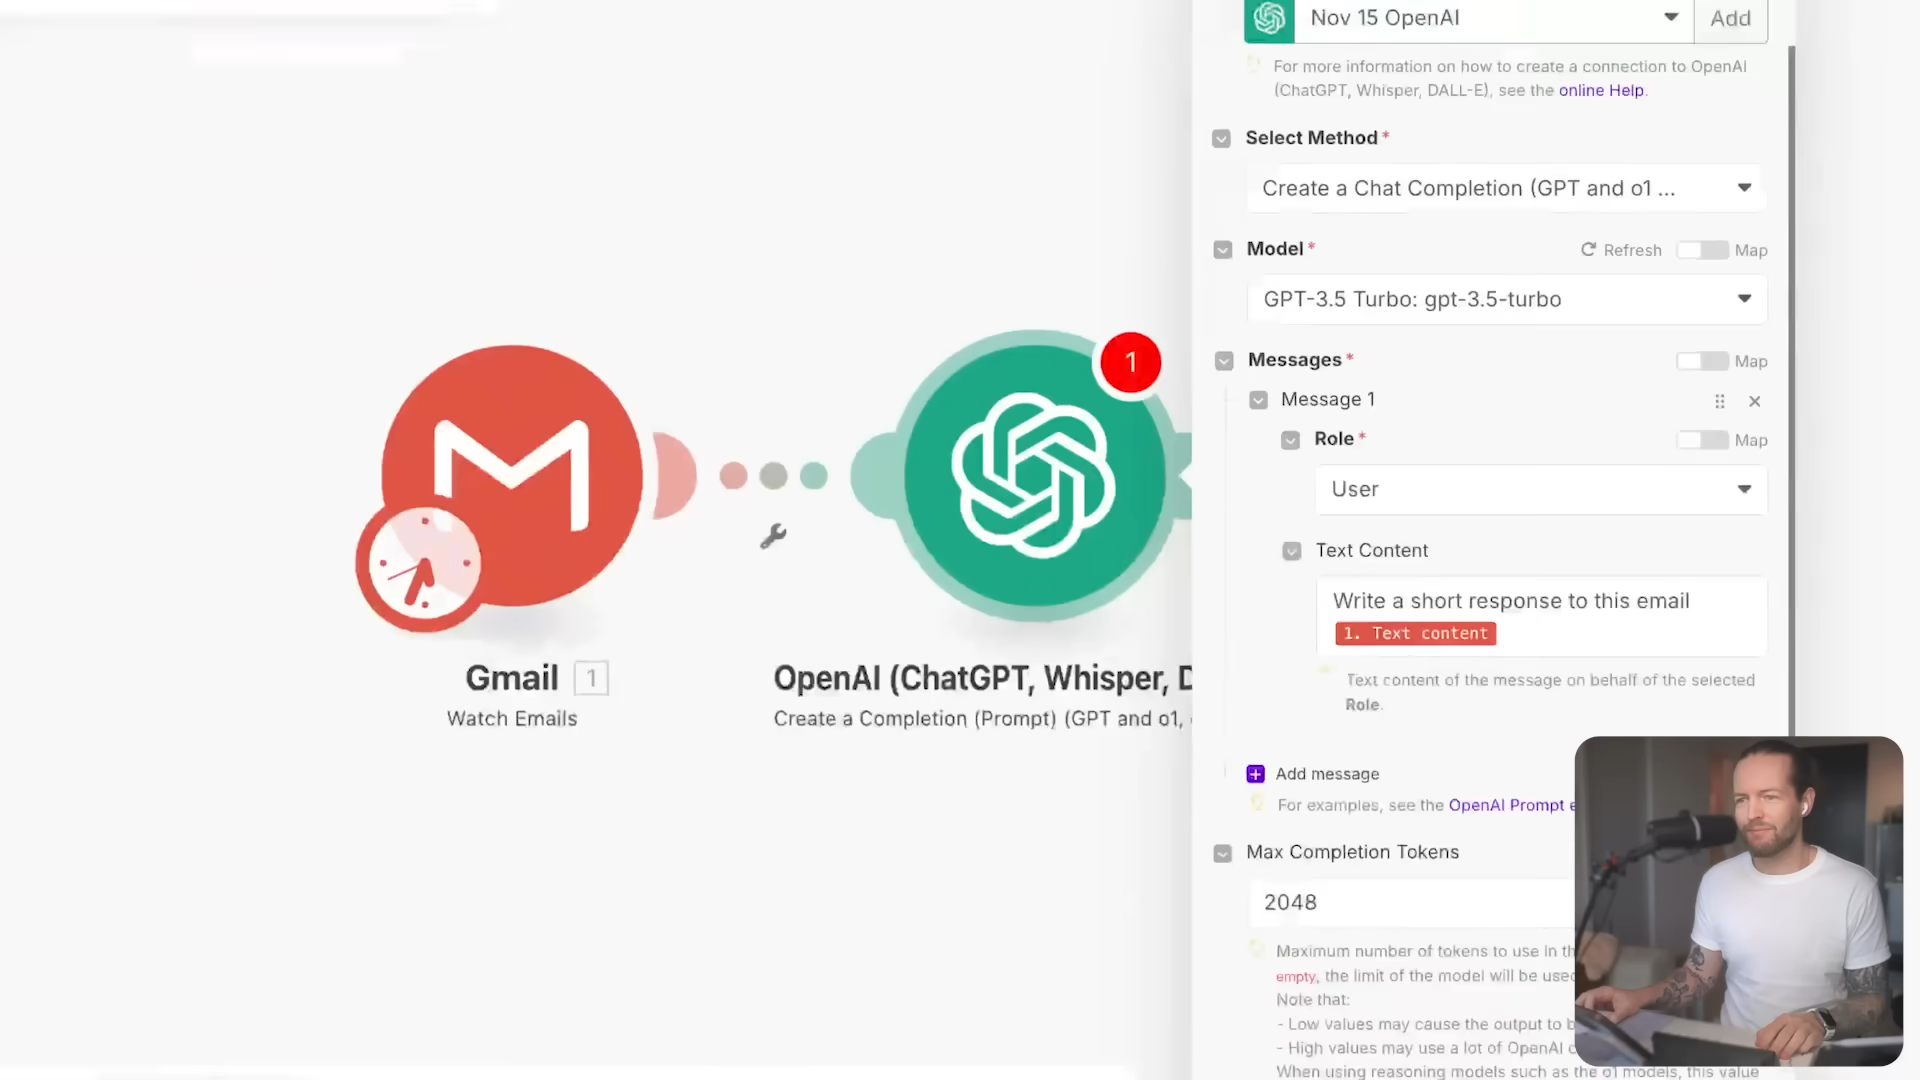 Nov 15 OpenAI
Add
For more information on how to create a connection to OpenAI
(ChatGPT, Whisper, DALL-E), see the online Help.
Select Method *
Create a Chat Completion (GPT and o1 ...
Model *
Refresh
Map
GPT-3.5 Turbo: gpt-3.5-turbo
Messages *
Map
Message 1
Role *
Map
User
Text Content
Write a short response to this email
1. Text content
Text content of the message on behalf of the selected
Role.
Add message
For examples, see the OpenAI Prompt
Max Completion Tokens
2048
Maximum number of tokens to use in
empty, the limit of the model will be
Note that:
- Low values may cause the output to
- High values may use a lot of OpenAI
When using reasoning models such as the o1 models, this value
1
Gmail 1
Watch Emails
OpenAI (ChatGPT, Whisper,
Create a Completion (Prompt) (GPT and o1,